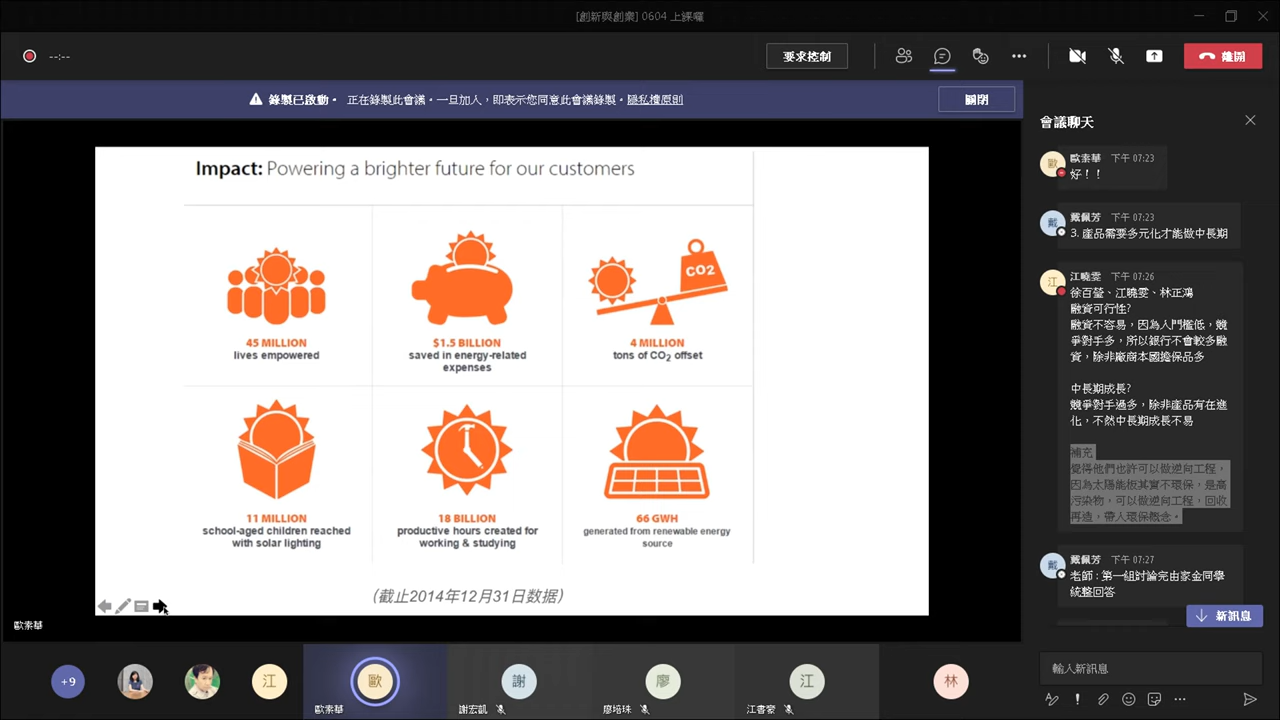 [創新與創業] 0604 上課囉
--:--
要求控制
離開
錄製已啟動。 正在錄製此會議。一旦加入，即表示您同意此會議錄製。隱私權原則
關閉
Impact: Powering a brighter future for our customers
CO2
45 MILLION
lives empowered
$1.5 BILLION
saved in energy-related
expenses
4 MILLION
tons of CO2 offset
11 MILLION
school-aged children reached
with solar lighting
18 BILLION
productive hours created for
working & studying
66 GWH
generated from renewable energy
source
(截止2014年12月31日数据)
歐素華
會議聊天
歐
歐素華 下午 07:23
好！！
戴
戴佩芳 下午 07:23
3. 產品需要多元化才能做中長期
江
江曉雯 下午 07:26
徐百瑩、江曉雯、林正鴻
融資可行性?
融資不容易，因為入門檻低，競
爭對手多，所以銀行不會較多融
資，除非廠商本國擔保品多
中長期成長?
競爭對手過多，除非產品有在進
化，不然中長期成長不易
補充
覺得他們也許可以做逆向工程，
因為太陽能板其實不環保，是高
污染物，可以做逆向工程，回收
再造，帶入環保概念。
戴
戴佩芳 下午 07:27
老師 : 第一組討論完由家金同學
統整回答
新訊息
輸入新訊息
+9
江
歐
歐素華
謝
謝宏凱
廖
廖培珠
江
江書豪
林